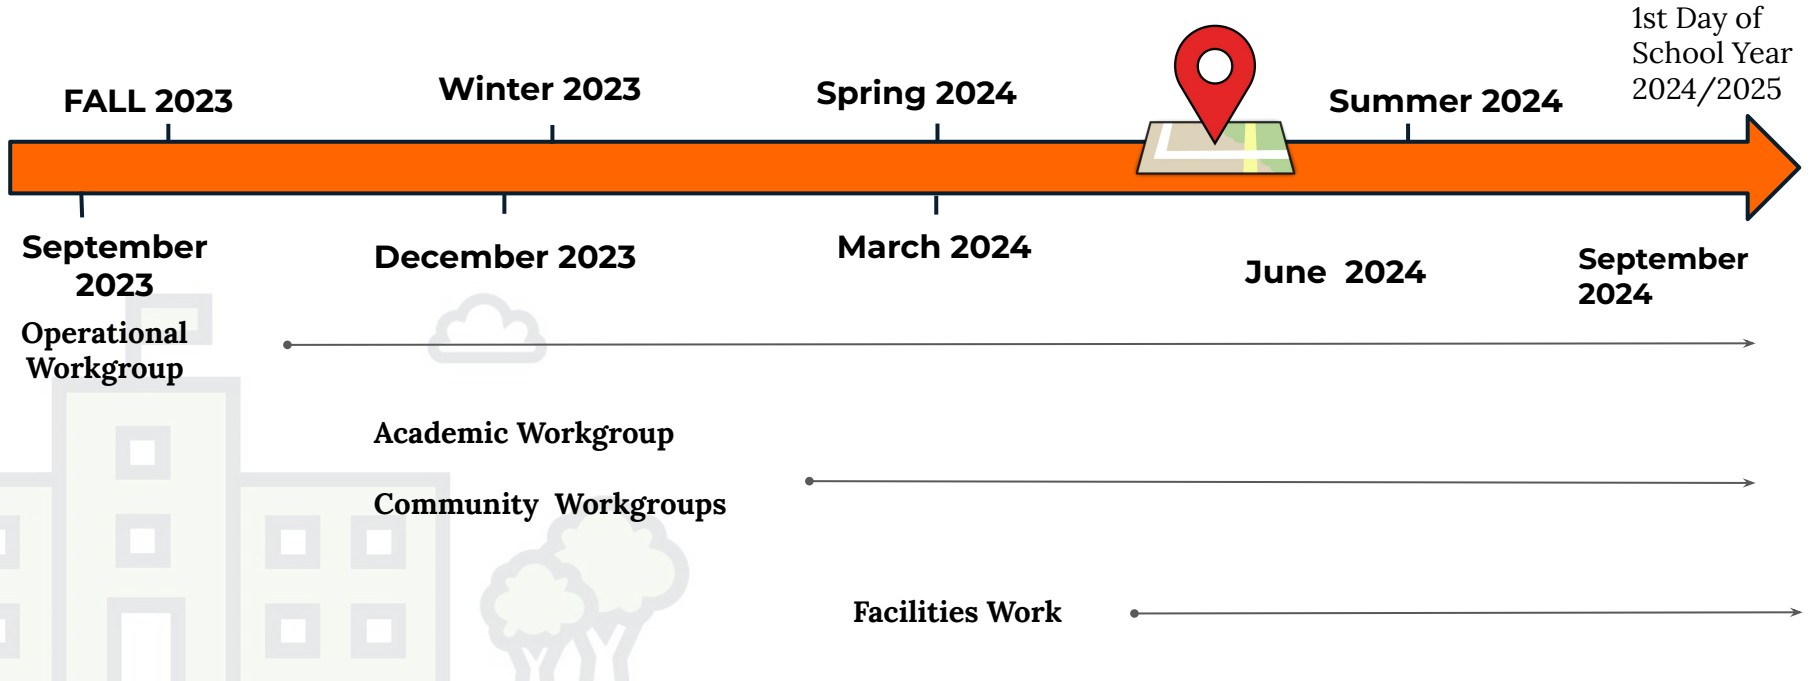 1st Day of
School Year
2024/2025
FALL 2023
Winter 2023
Spring 2024
Summer 2024
September
2023
December 2023
March 2024
June  2024
September
2024
Operational
Workgroup
Academic Workgroup
Community  Workgroups
Facilities Work